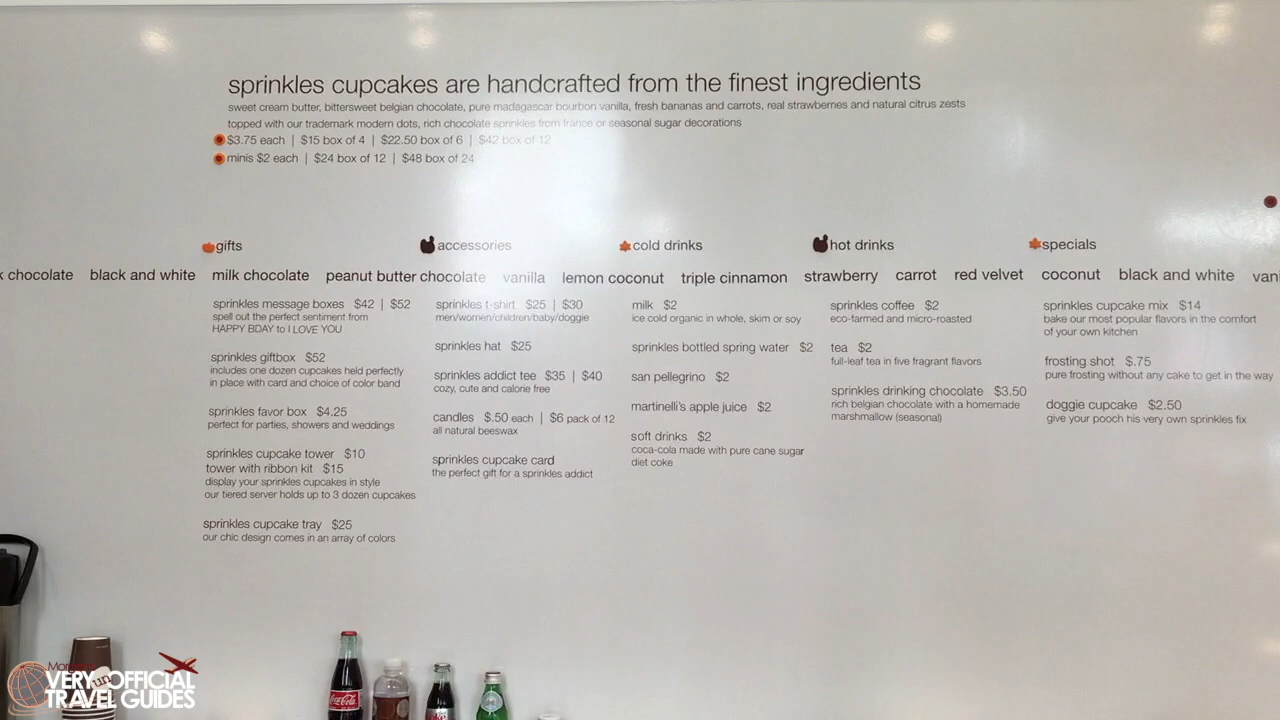 sprinkles cupcakes are handcrafted from the finest ingredients
sweet cream butter, bittersweet belgian chocolate, pure madagascar bourbon vanilla, fresh bananas and carrots, real strawberries and natural citrus zests
topped with our trademark modern dots, rich chocolate sprinkles from france or seasonal sugar decorations
$3.75 each | $15 box of 4 | $22.50 box of 6 | $42 box of 12
minis $2 each | $24 box of 12 | $48 box of 24
gifts accessories cold drinks hot drinks specials
k chocolate black and white milk chocolate peanut butter chocolate vanilla lemon coconut triple cinnamon strawberry carrot red velvet coconut black and white vani
sprinkles message boxes $42 | $52
spell out the perfect sentiment from
HAPPY BDAY to I LOVE YOU
sprinkles giftbox $52
includes one dozen cupcakes held perfectly
in place with card and choice of color band
sprinkles favor box $4.25
perfect for parties, showers and weddings
sprinkles cupcake tower $10
tower with ribbon kit $15
display your sprinkles cupcakes in style
our tiered server holds up to 3 dozen cupcakes
sprinkles cupcake tray $25
our chic design comes in an array of colors
sprinkles t-shirt $25 | $30
men/women/children/baby/doggie
sprinkles hat $25
sprinkles addict tee $35 | $40
cozy, cute and calorie free
candles $.50 each | $6 pack of 12
all natural beeswax
sprinkles cupcake card
the perfect gift for a sprinkles addict
milk $2
ice cold organic in whole, skim or soy
sprinkles bottled spring water $2
san pellegrino $2
martinelli's apple juice $2
soft drinks $2
coca-cola made with pure cane sugar
diet coke
sprinkles coffee $2
eco-farmed and micro-roasted
tea $2
full-leaf tea in five fragrant flavors
sprinkles drinking chocolate $3.50
rich belgian chocolate with a homemade
marshmallow (seasonal)
sprinkles cupcake mix $14
bake our most popular flavors in the comfort
of your own kitchen
frosting shot $.75
pure frosting without any cake to get in the way
doggie cupcake $2.50
give your pooch his very own sprinkles fix
Coca-Cola
VERY un OFFICIAL
TRAVEL GUIDES